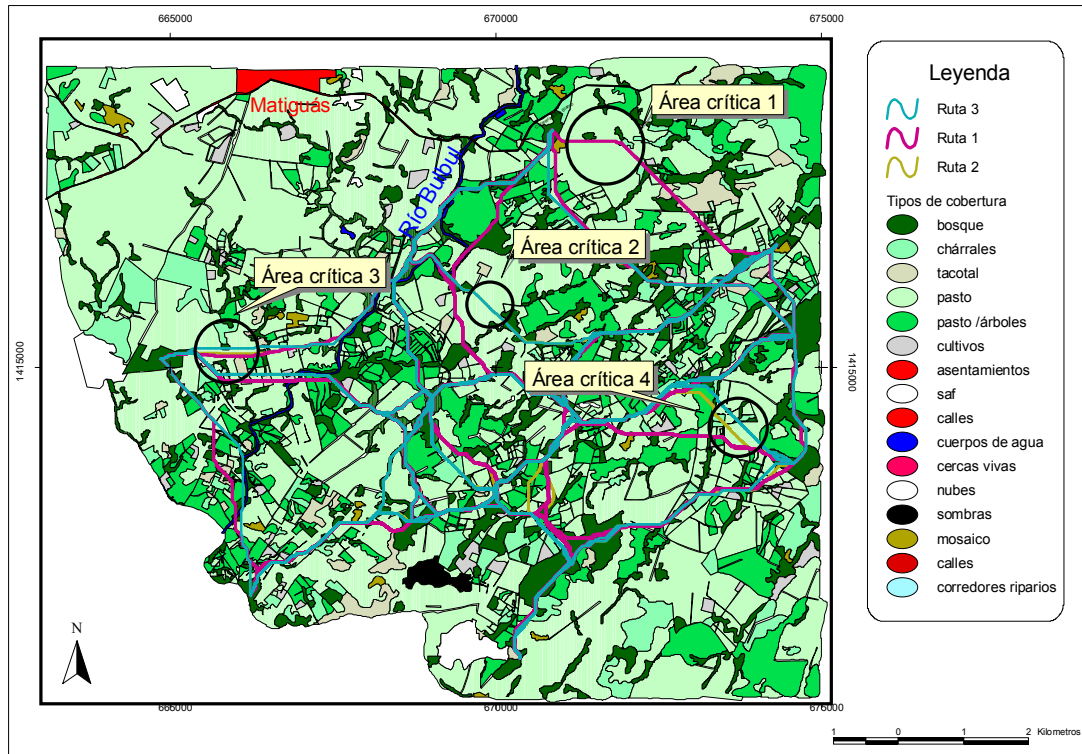 665000
670000
675000
Matiguás
Río Bulbul
Área crítica 1
Área crítica 2
Área crítica 3
Área crítica 4
1415000
1415000
N
665000
670000
675000
Leyenda
Ruta 3
Ruta 1
Ruta 2
Tipos de cobertura
bosque
chárrales
tacotal
pasto
pasto /árboles
cultivos
asentamientos
saf
calles
cuerpos de agua
cercas vivas
nubes
sombras
mosaico
calles
corredores riparios
1 0 1 2 Kilometros